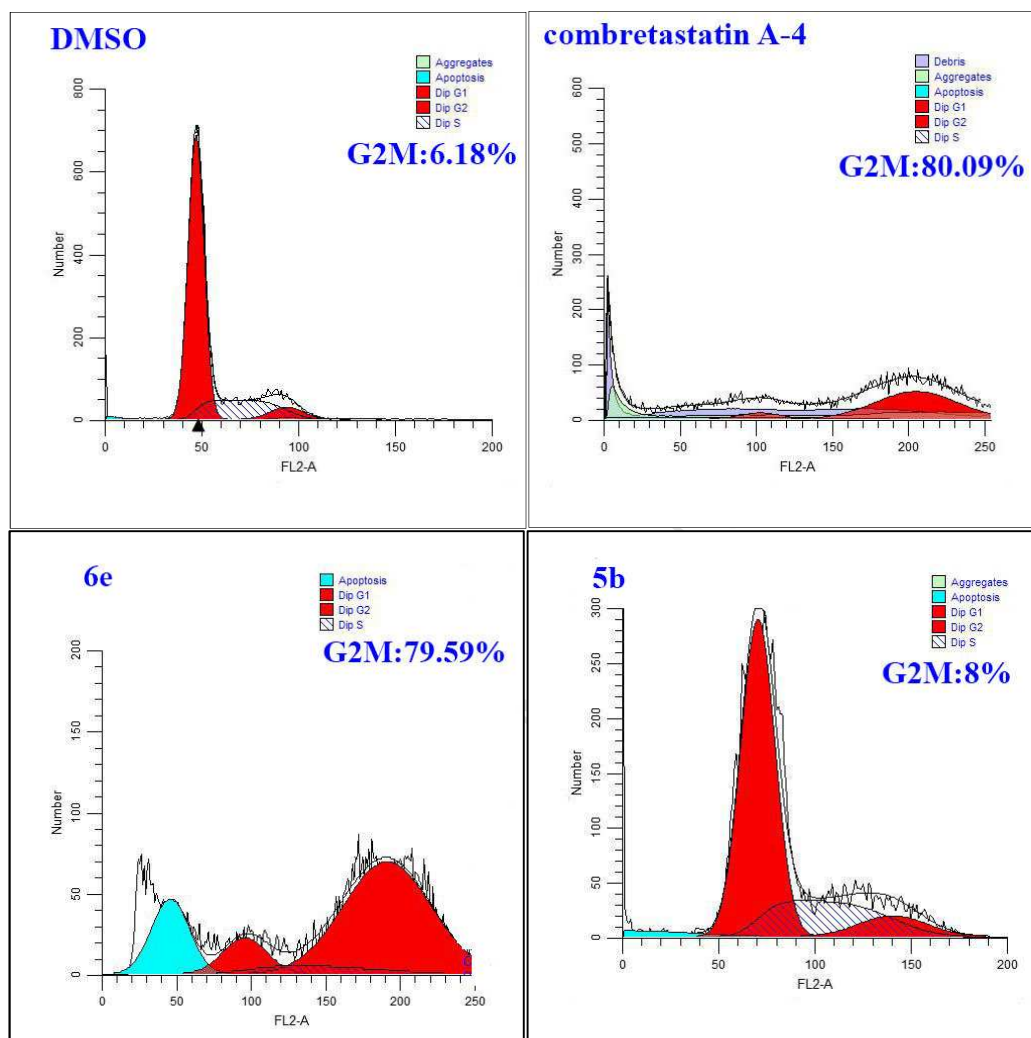 DMSO
Aggregates
Apoptosis
Dip G1
Dip G2
Dip S
G2M:6.18%
Number
0 200 400 600 800
0 50 100 150 200
FL2-A
combretastatin A-4
Debris
Aggregates
Apoptosis
Dip G1
Dip G2
Dip S
G2M:80.09%
Number
0 100 200 300 400 500 600
0 50 100 150 200 250
FL2-A
6e
Apoptosis
Dip G1
Dip G2
Dip S
G2M:79.59%
Number
0 50 100 150 200
0 50 100 150 200 250
FL2-A
5b
Aggregates
Apoptosis
Dip G1
Dip G2
Dip S
G2M:8%
Number
0 50 100 150 200 250 300
0 50 100 150 200
FL2-A